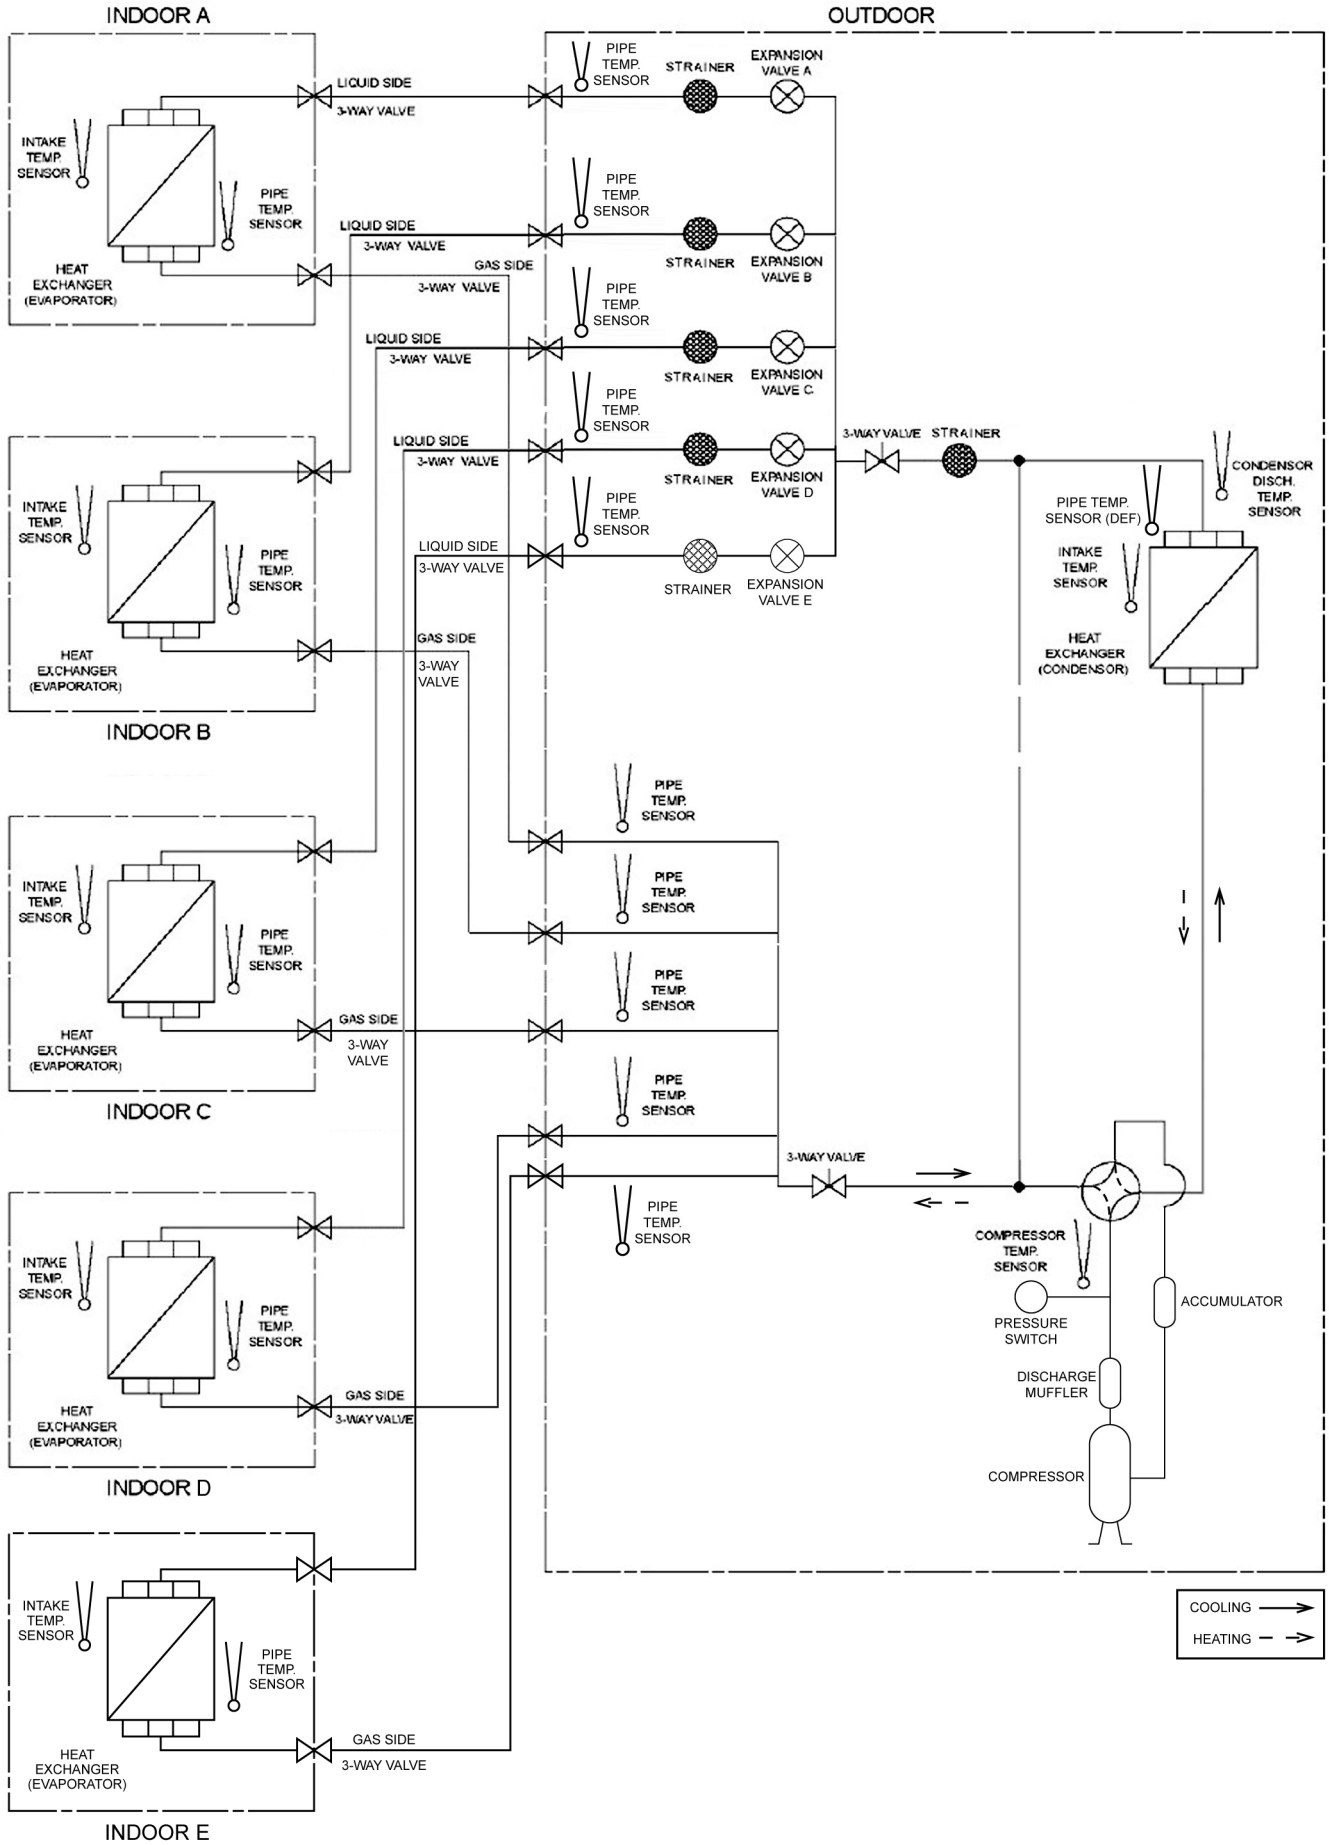 INDOOR A
OUTDOOR
LIQUID SIDE
3-WAY VALVE
PIPE
TEMP.
SENSOR
STRAINER
EXPANSION
VALVE A
INTAKE
TEMP.
SENSOR
PIPE
TEMP.
SENSOR
HEAT
EXCHANGER
(EVAPORATOR)
LIQUID SIDE
3-WAY VALVE
PIPE
TEMP.
SENSOR
STRAINER
EXPANSION
VALVE B
GAS SIDE
3-WAY VALVE
LIQUID SIDE
3-WAY VALVE
PIPE
TEMP.
SENSOR
STRAINER
EXPANSION
VALVE C
LIQUID SIDE
3-WAY VALVE
PIPE
TEMP.
SENSOR
STRAINER
EXPANSION
VALVE D
3-WAY VALVE
STRAINER
CONDENSOR
DISCH.
TEMP.
SENSOR
PIPE TEMP.
SENSOR (DEF)
INTAKE
TEMP.
SENSOR
HEAT
EXCHANGER
(CONDENSOR)
LIQUID SIDE
3-WAY VALVE
PIPE
TEMP.
SENSOR
STRAINER
EXPANSION
VALVE E
INTAKE
TEMP.
SENSOR
PIPE
TEMP.
SENSOR
HEAT
EXCHANGER
(EVAPORATOR)
GAS SIDE
3-WAY
VALVE
INDOOR B
PIPE
TEMP.
SENSOR
PIPE
TEMP.
SENSOR
PIPE
TEMP.
SENSOR
PIPE
TEMP.
SENSOR
INTAKE
TEMP.
SENSOR
PIPE
TEMP.
SENSOR
HEAT
EXCHANGER
(EVAPORATOR)
GAS SIDE
3-WAY
VALVE
INDOOR C
3-WAY VALVE
PIPE
TEMP.
SENSOR
COMPRESSOR
TEMP.
SENSOR
PRESSURE
SWITCH
ACCUMULATOR
DISCHARGE
MUFFLER
COMPRESSOR
INTAKE
TEMP.
SENSOR
PIPE
TEMP.
SENSOR
HEAT
EXCHANGER
(EVAPORATOR)
GAS SIDE
3-WAY VALVE
INDOOR D
INTAKE
TEMP.
SENSOR
PIPE
TEMP.
SENSOR
HEAT
EXCHANGER
(EVAPORATOR)
GAS SIDE
3-WAY VALVE
INDOOR E
COOLING
HEATING